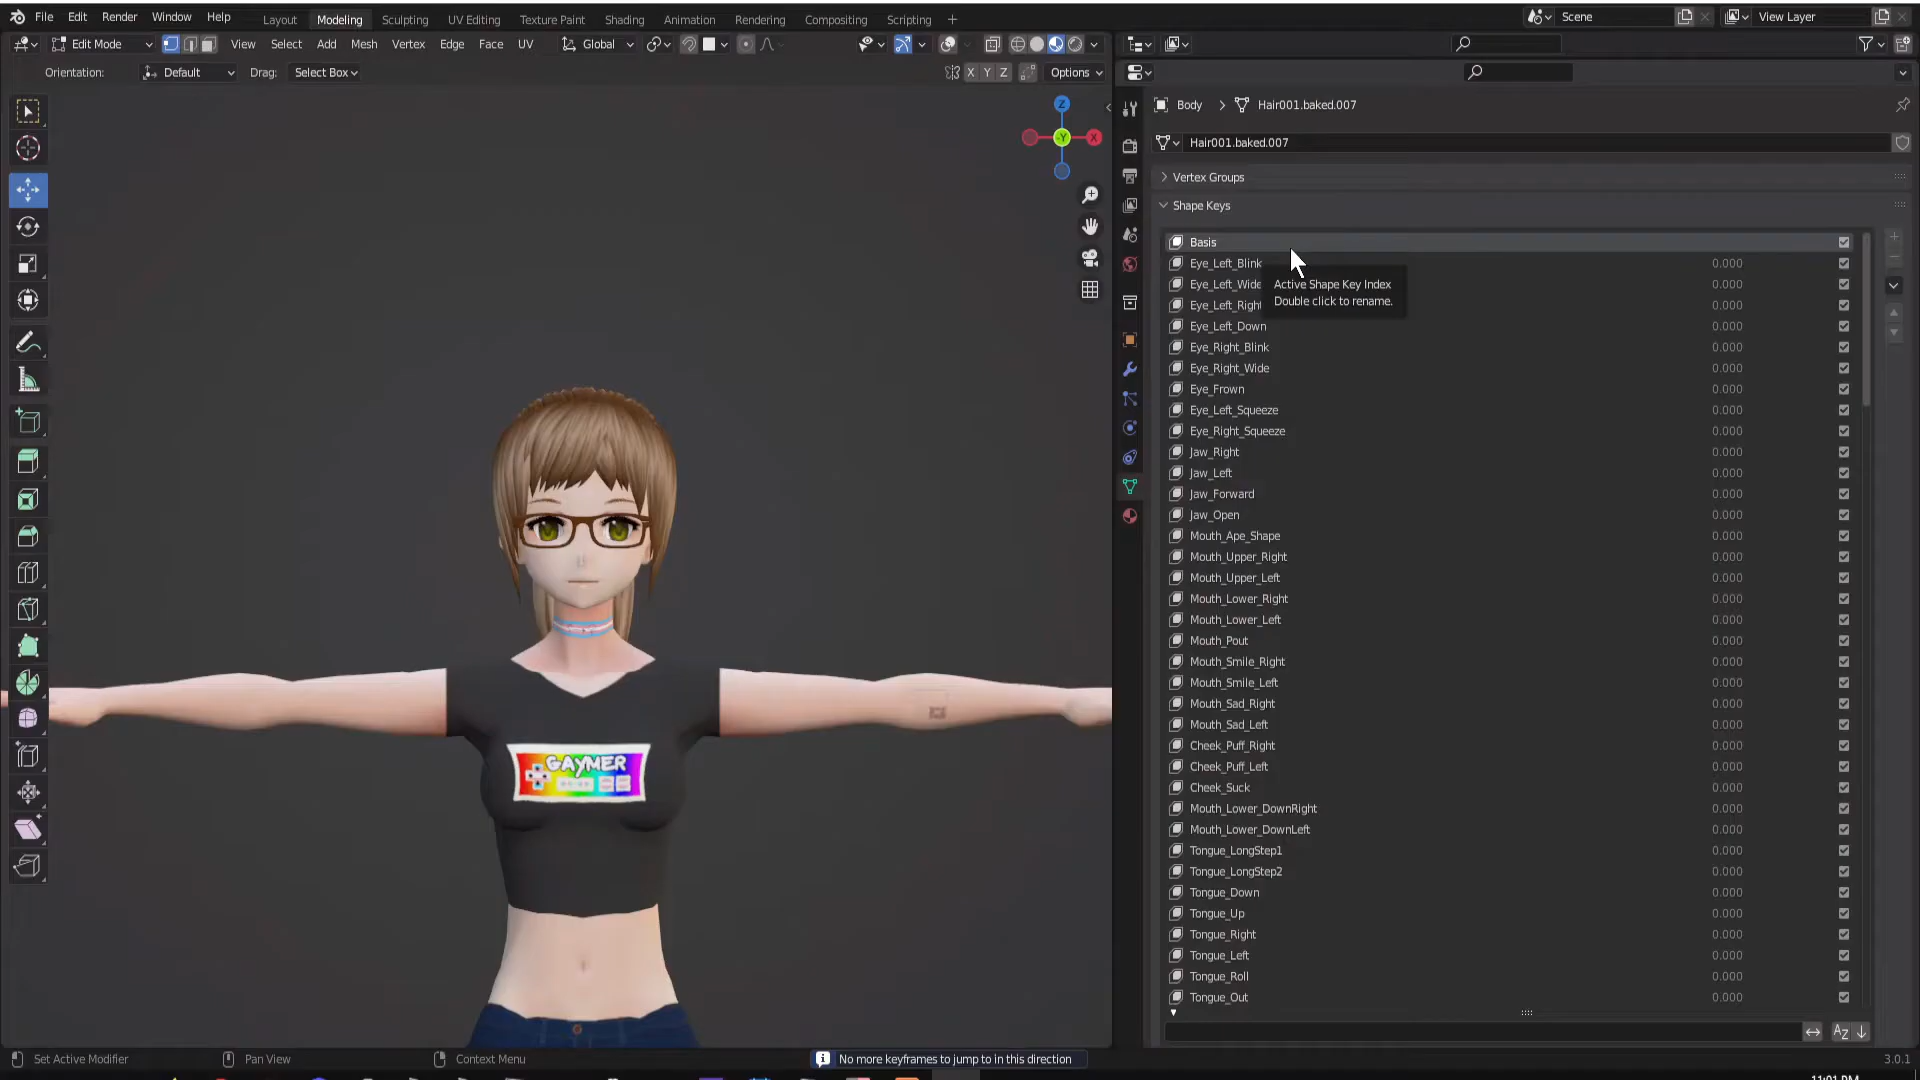 File Edit Render Window Help Layout Modeling Sculpting UV Editing Texture Paint Shading Animation Rendering Compositing Scripting + Scene View Layer
Edit Mode View Select Add Mesh Vertex Edge Face UV Global
Orientation: Default Drag: Select Box X Y Z Options
Z
Y X
Body > Hair001.baked.007
Hair001.baked.007
Vertex Groups
Shape Keys
Basis
Eye_Left_Blink 0.000
Eye_Left_Wide 0.000
Active Shape Key Index
Double click to rename.
Eye_Left_Right 0.000
Eye_Left_Down 0.000
Eye_Right_Blink 0.000
Eye_Right_Wide 0.000
Eye_Frown 0.000
Eye_Left_Squeeze 0.000
Eye_Right_Squeeze 0.000
Jaw_Right 0.000
Jaw_Left 0.000
Jaw_Forward 0.000
Jaw_Open 0.000
Mouth_Ape_Shape 0.000
Mouth_Upper_Right 0.000
Mouth_Upper_Left 0.000
Mouth_Lower_Right 0.000
Mouth_Lower_Left 0.000
Mouth_Pout 0.000
Mouth_Smile_Right 0.000
Mouth_Smile_Left 0.000
Mouth_Sad_Right 0.000
Mouth_Sad_Left 0.000
Cheek_Puff_Right 0.000
Cheek_Puff_Left 0.000
Cheek_Suck 0.000
Mouth_Lower_DownRight 0.000
Mouth_Lower_DownLeft 0.000
Tongue_LongStep1 0.000
Tongue_LongStep2 0.000
Tongue_Down 0.000
Tongue_Up 0.000
Tongue_Right 0.000
Tongue_Left 0.000
Tongue_Roll 0.000
Tongue_Out 0.000
GAYMER
AZ
Set Active Modifier Pan View Context Menu No more keyframes to jump to in this direction 3.0.1
11:01 PM